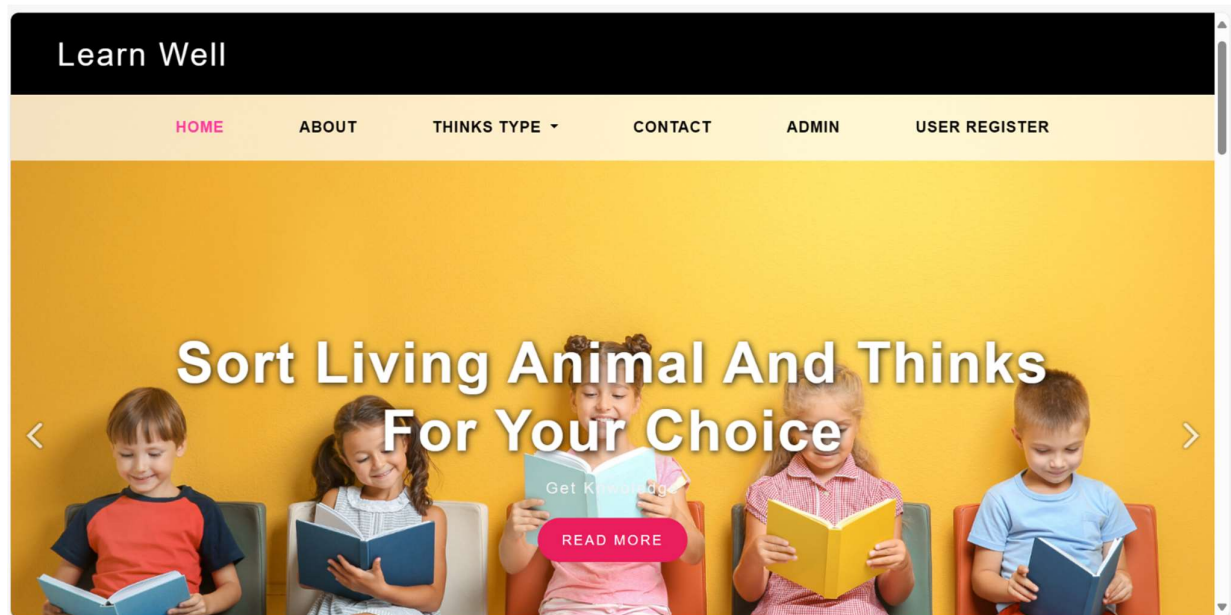 Learn Well
HOME ABOUT THINKS TYPE CONTACT ADMIN USER REGISTER
Sort Living Animal And Thinks
For Your Choice
Get
READ MORE